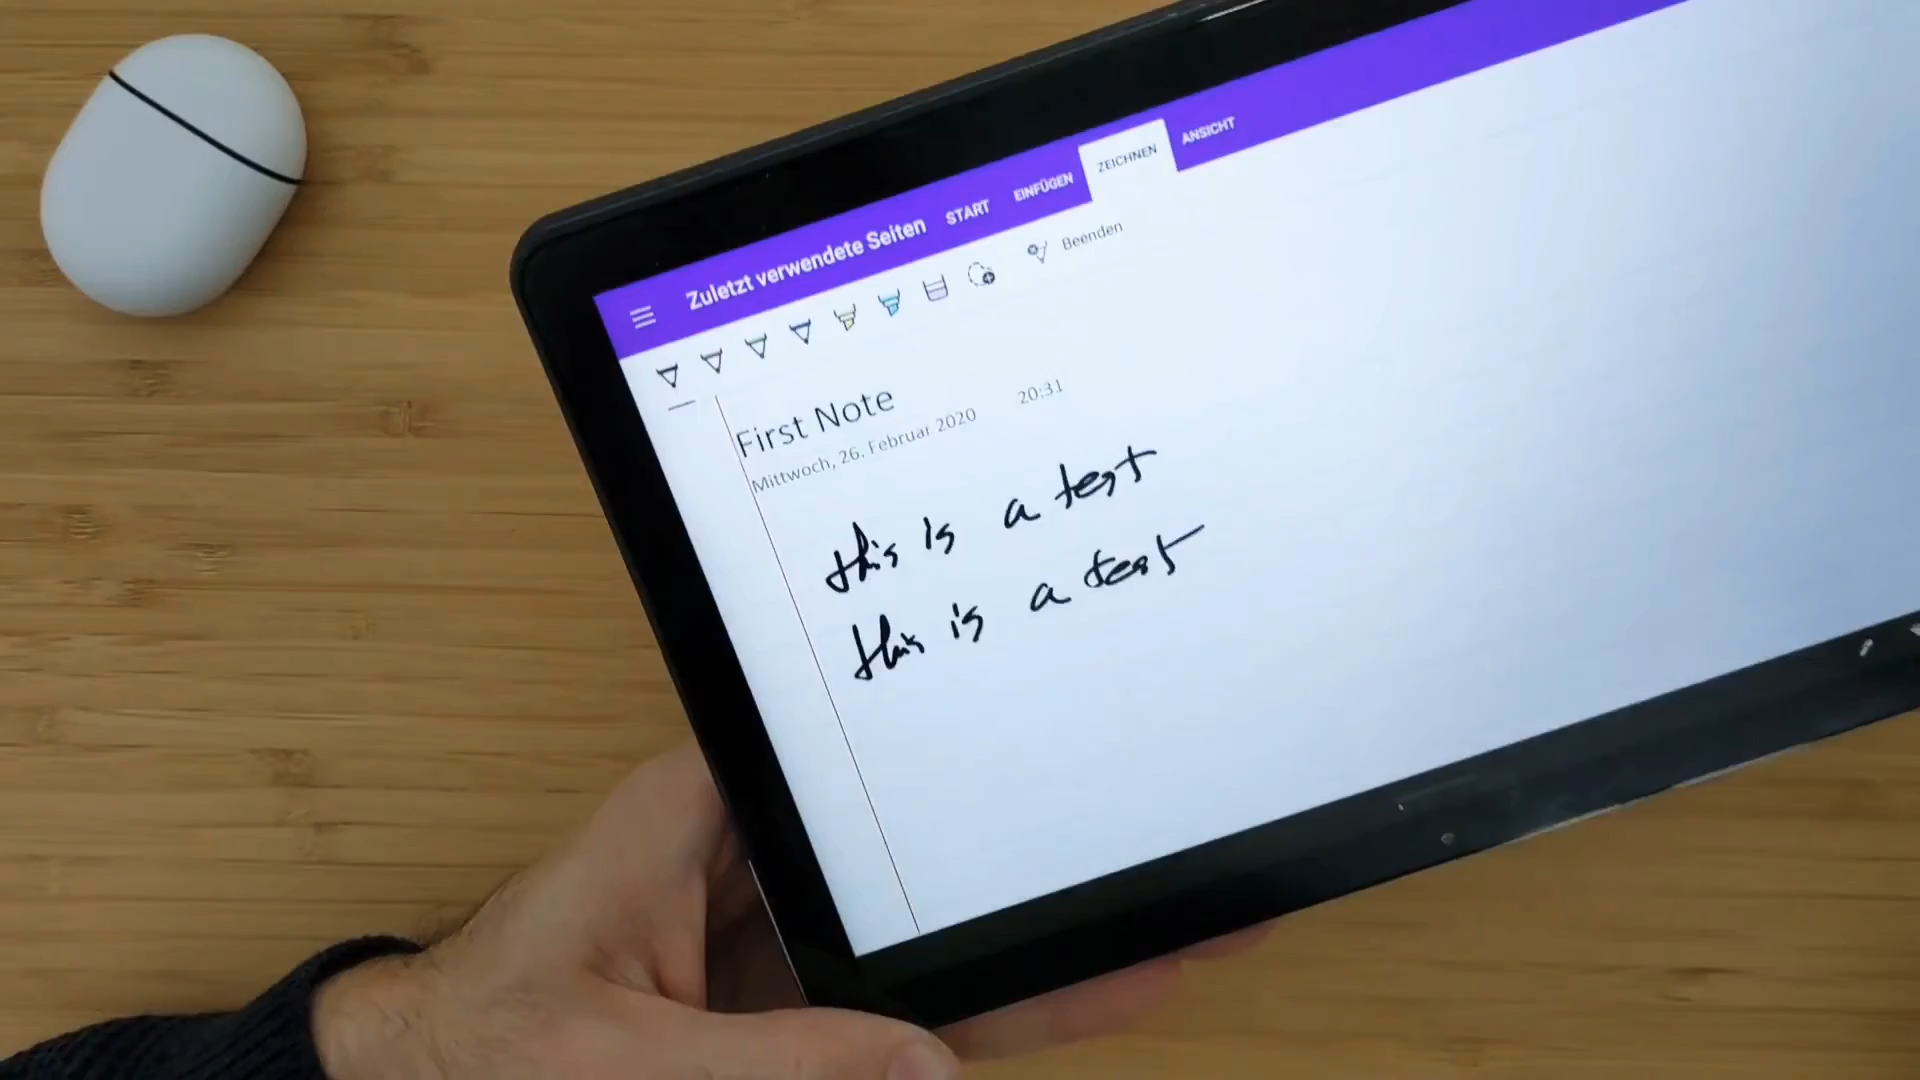 Zuletzt verwendete Seiten START EINFÜGEN ZEICHNEN ANSICHT
Beenden
First Note
Mittwoch, 26. Februar 2020 20:31
this is a test
this is a test